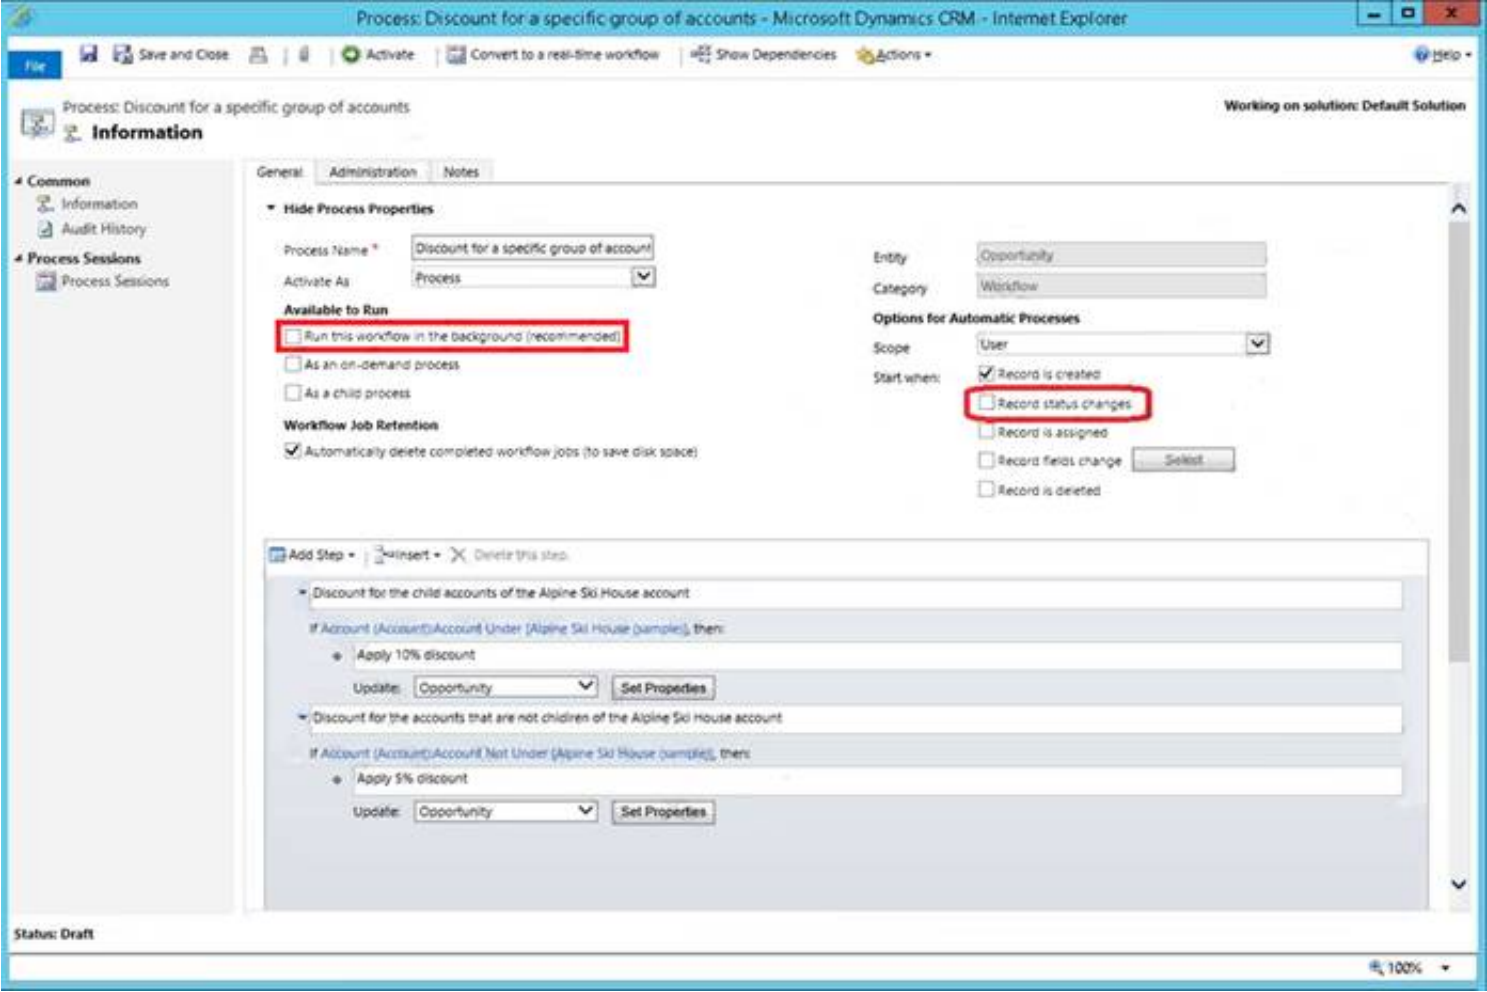 Process: Discount for a specific group of accounts - Microsoft Dynamics CRM - Internet Explorer
File
Save and Close
Activate
Convert to a real-time workflow
Show Dependencies
Actions
Help
Process: Discount for a specific group of accounts
Information
Working on solution: Default Solution
Common
Information
Audit History
Process Sessions
Process Sessions
General
Administration
Notes
Hide Process Properties
Process Name *
Discount for a specific group of account
Activate As
Process
Available to Run
Run this workflow in the background (recommended)
As an on-demand process
As a child process
Workflow Job Retention
Automatically delete completed workflow jobs (to save disk space)
Entity
Opportunity
Category
Workflow
Options for Automatic Processes
Scope
User
Start when:
Record is created
Record status changes
Record is assigned
Record fields change
Select
Record is deleted
Add Step
Insert
Delete this step.
Discount for the child accounts of the Alpine Ski House account
If Account (Account):Account Under [Alpine Ski House (sample)], then:
Apply 10% discount
Update: Opportunity Set Properties
Discount for the accounts that are not children of the Alpine Ski House account
If Account (Account):Account Not Under [Alpine Ski House (sample)], then:
Apply 5% discount
Update: Opportunity Set Properties
Status: Draft
100%